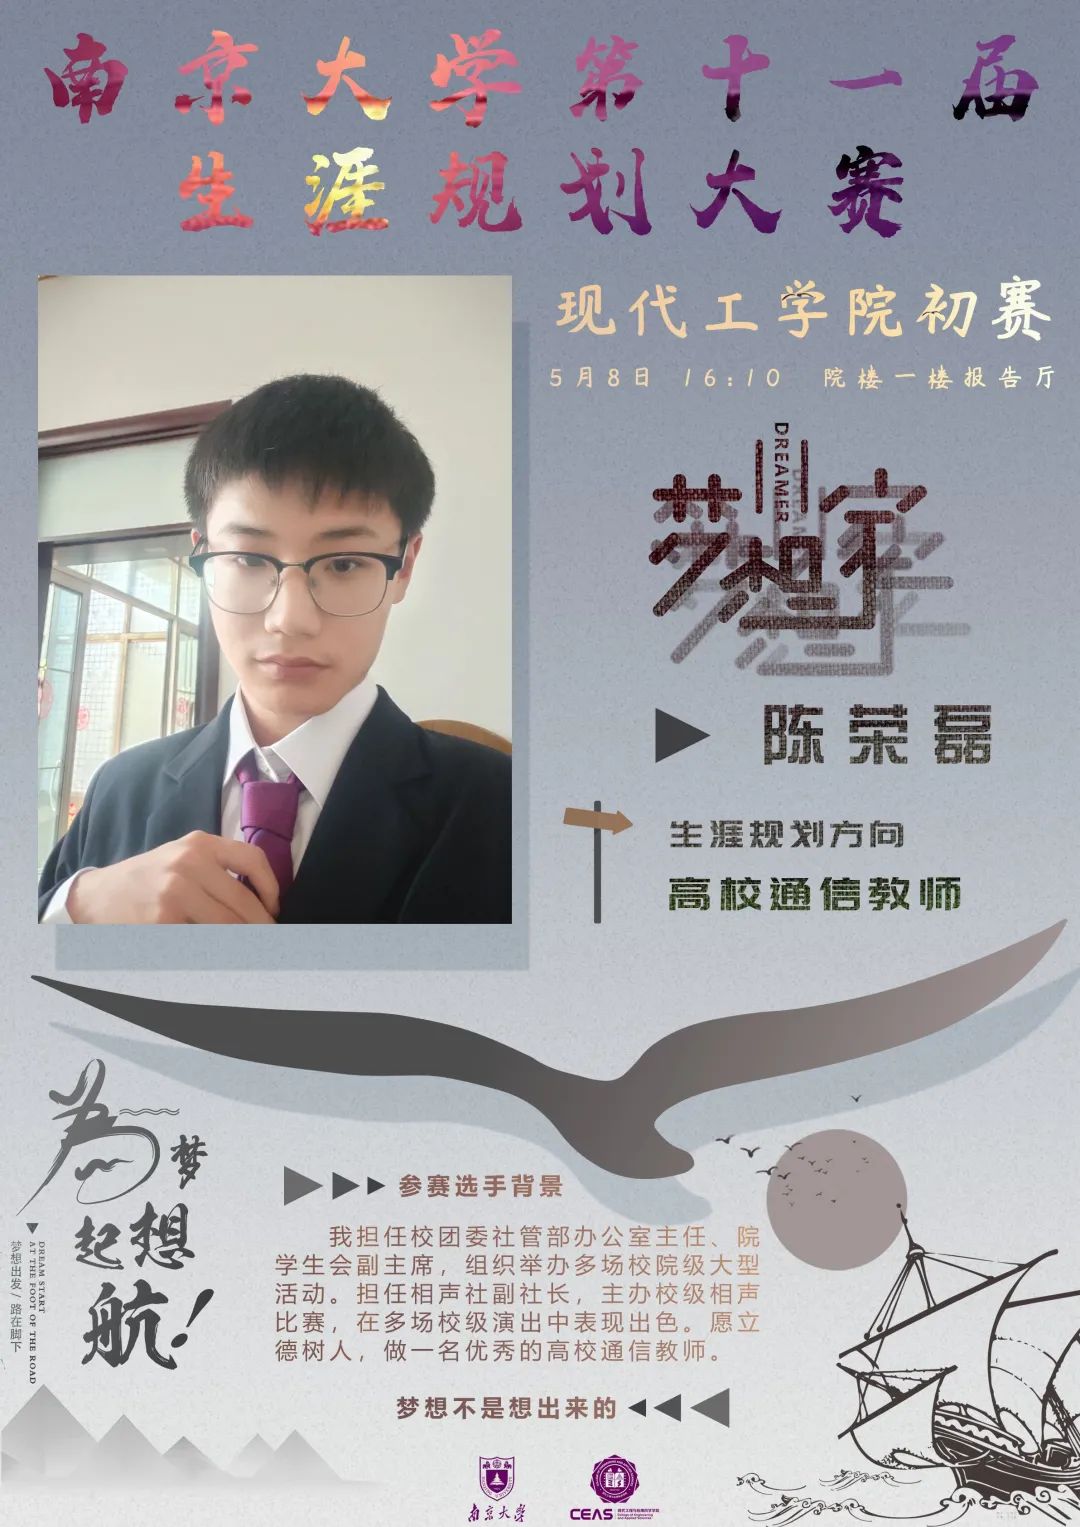 南京大学第十一届
生涯规划大赛
现代工学院初赛
5月8日 16:10 院楼一楼报告厅
DREAMER
梦想家
陈荣磊
生涯规划方向
高校通信教师
为梦
想
起
航!
DREAM START
AT THE FOOT OF THE ROAD
梦想出发/路在脚下
参赛选手背景
我担任校团委社管部办公室主任、院
学生会副主席，组织举办多场校院级大型
活动。担任相声社副社长，主办校级相声
比赛，在多场校级演出中表现出色。愿立
德树人，做一名优秀的高校通信教师。
梦想不是想出来的
南京大学
CEAS